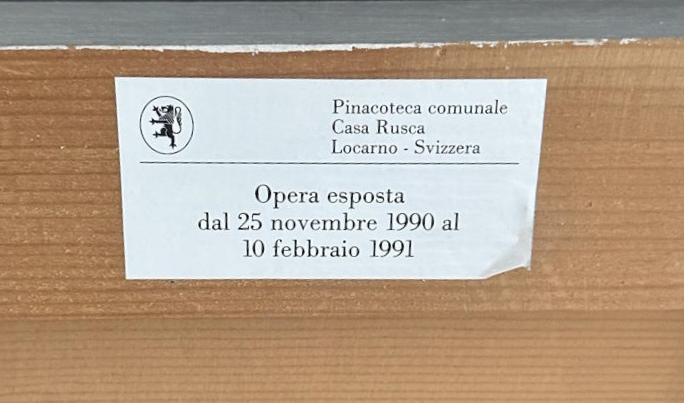 Pinacoteca comunale
Casa Rusca
Locarno - Svizzera
Opera esposta
dal 25 novembre 1990 al
10 febbraio 1991